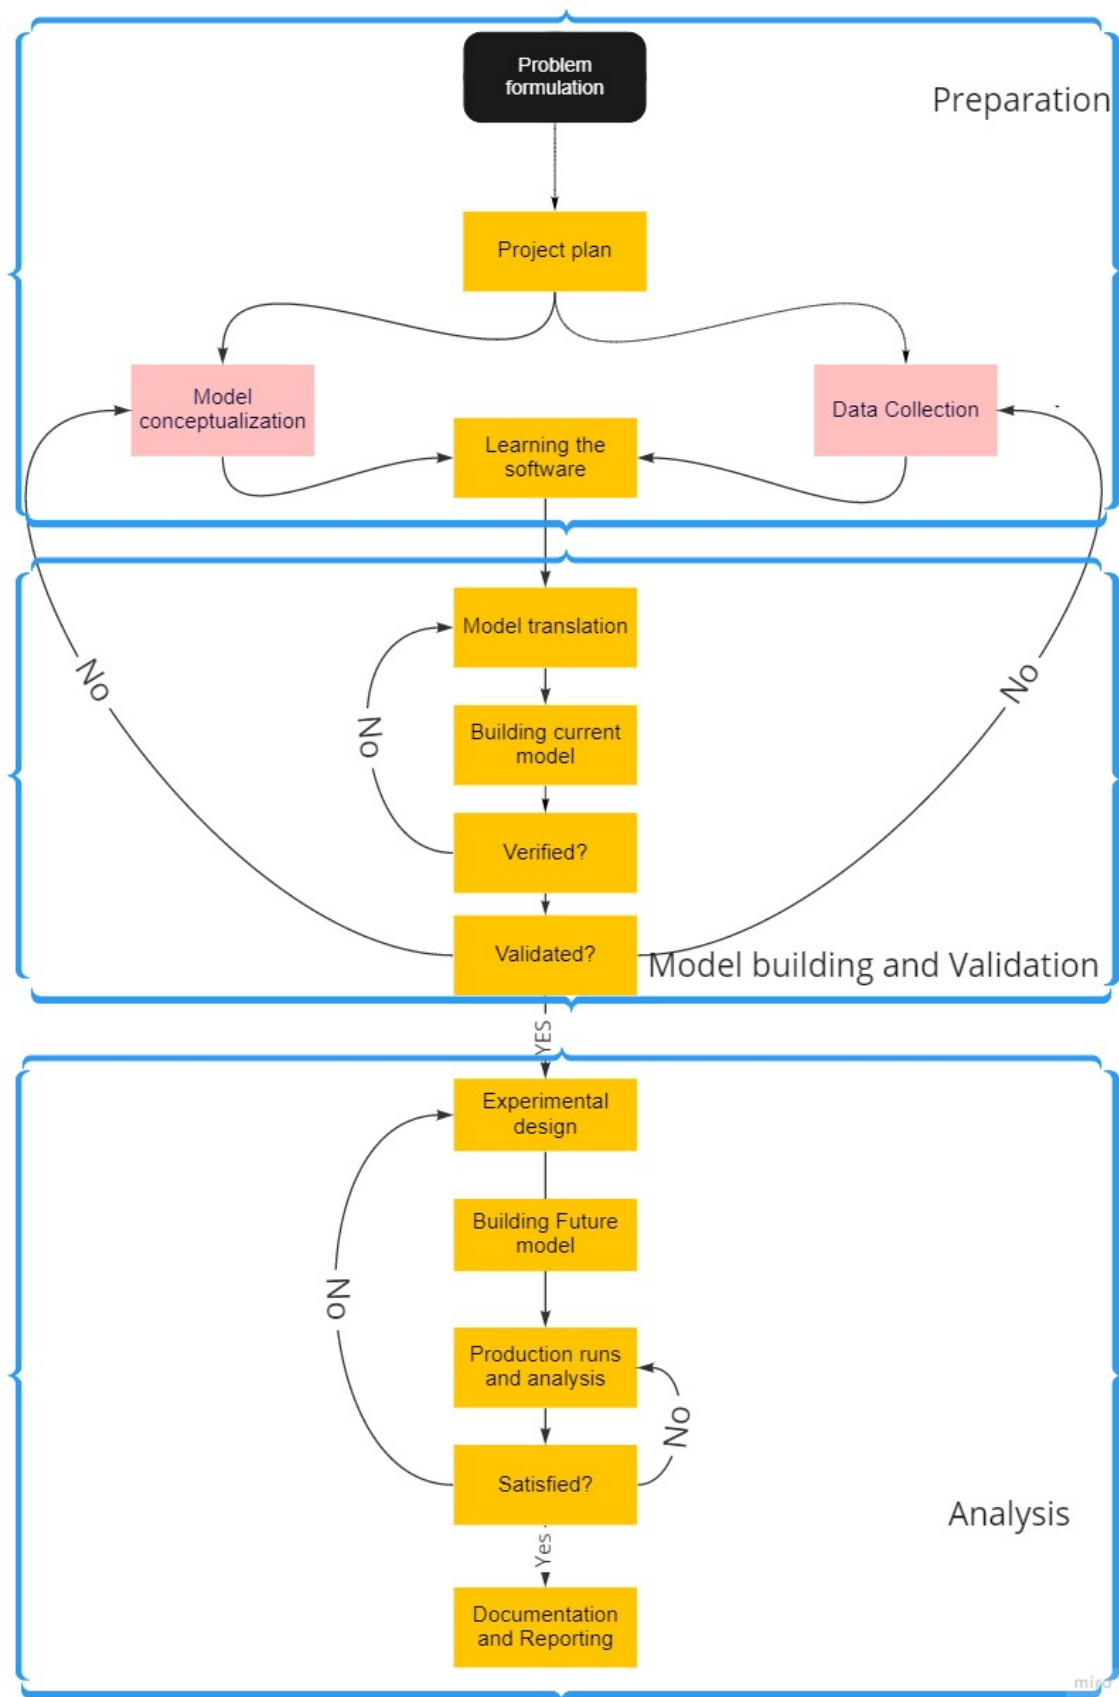 Problem
formulation
Preparation
Project plan
Model
conceptualization
Data Collection
Learning the
software
Model translation
No
No
No
Building current
model
Verified?
Validated?
Model building and Validation
YES
Experimental
design
Building Future
model
No
Production runs
and analysis
No
Satisfied?
Analysis
Yes
Documentation
and Reporting
miro